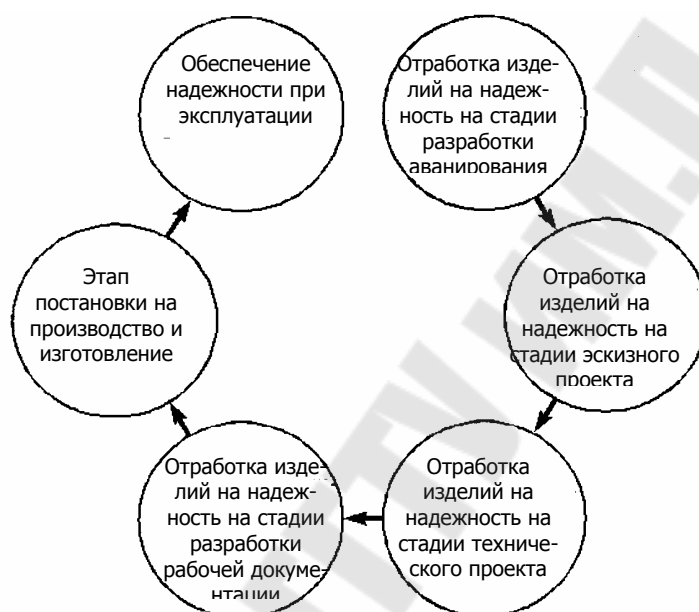 Обеспечение
надежности при
эксплуатации
Отработка изде-
лий на надеж-
ность на стадии
разработки
аванирования
Этап
постановки на
производство и
изготовление
Отработка
изделий на
надежность на
стадии эскизного
проекта
Отработка изде-
лий на надеж-
ность на стадии
разработки
рабочей докуме-
нтации
Отработка
изделий на
надежность на
стадии техниче-
ского проекта